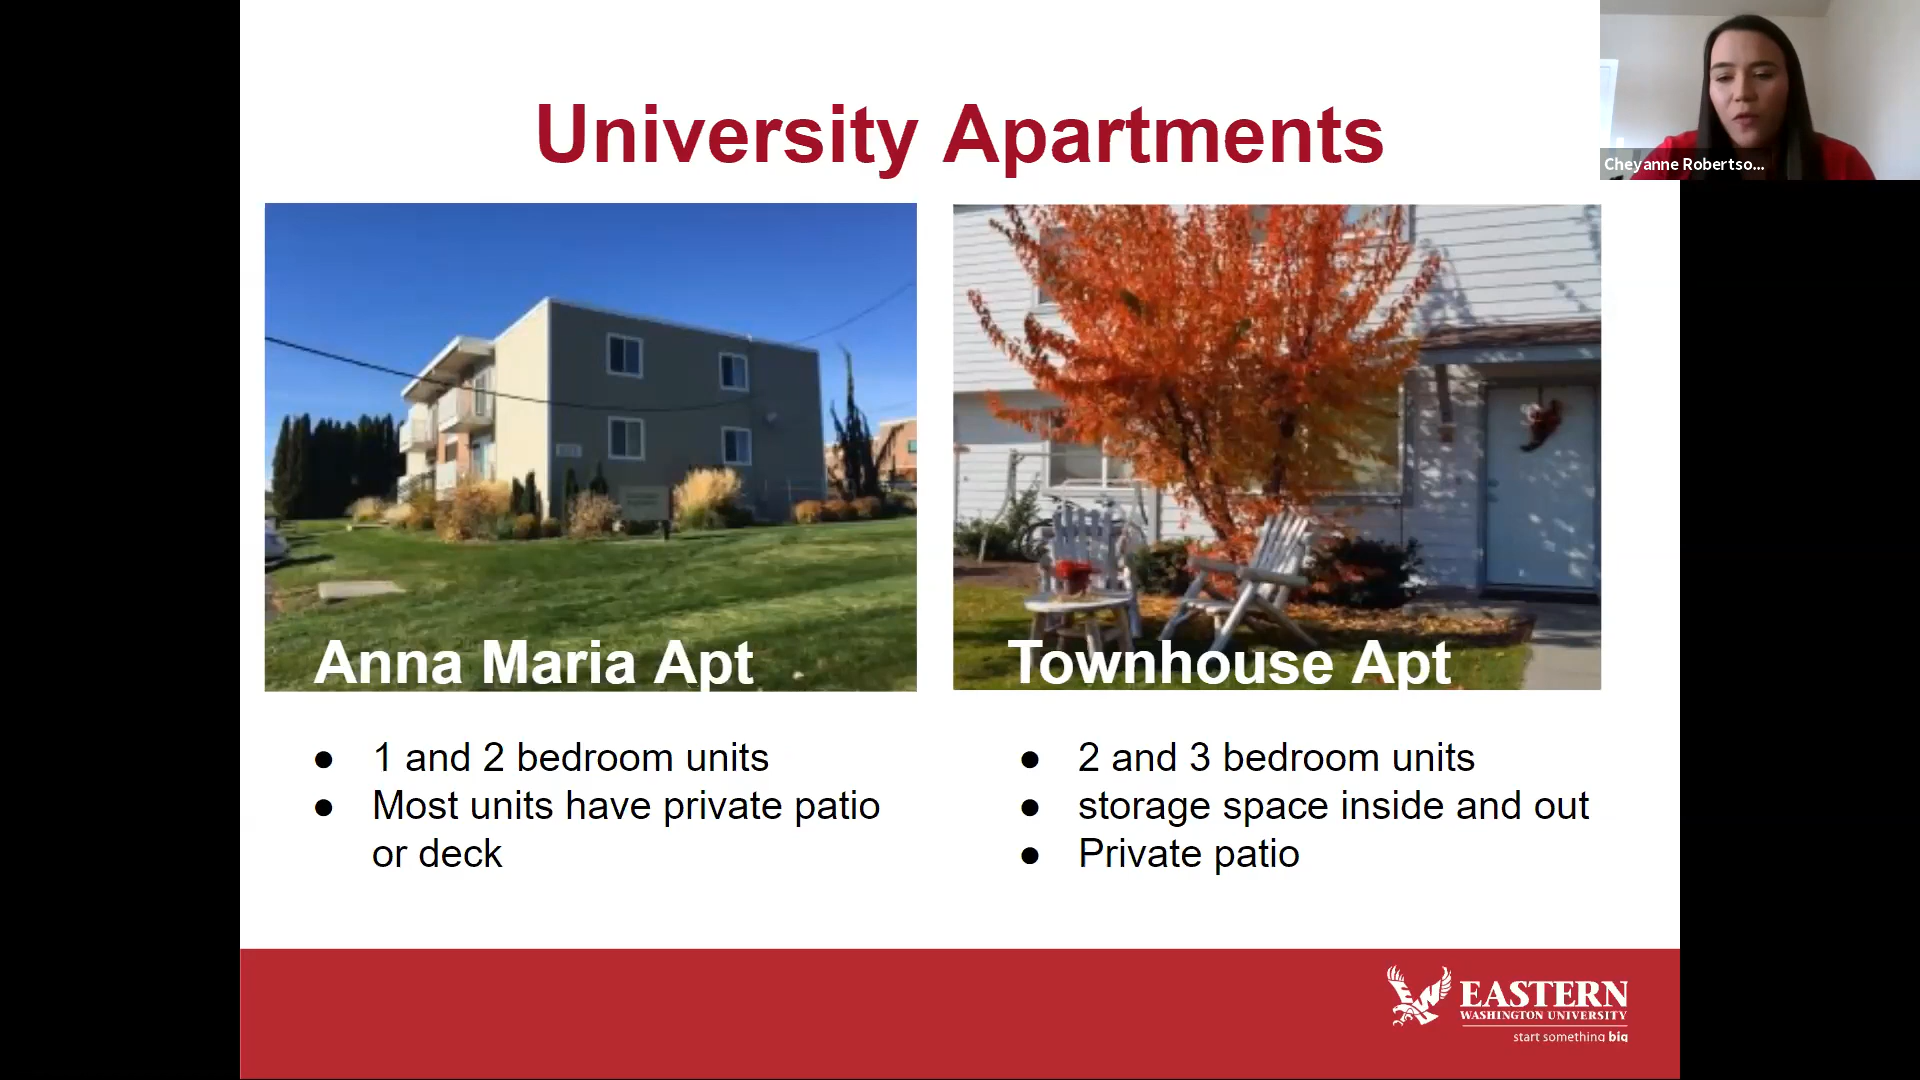 University Apartments
Cheyanne Robertso...
Anna Maria Apt
Townhouse Apt
● 1 and 2 bedroom units
● Most units have private patio
or deck
● 2 and 3 bedroom units
● storage space inside and out
● Private patio
EASTERN
WASHINGTON UNIVERSITY
start something big